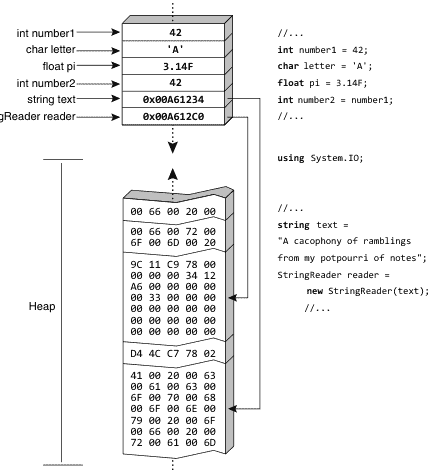 int number1
42
char letter
'A'
float pi
3.14F
int number2
42
string text
0x00A61234
gReader reader
0x00A612C0
//...
int number1 = 42;
char letter = 'A';
float pi = 3.14F;
int number2 = number1;
//...
using System.IO;
//...
string text =
"A cacophony of ramblings
from my potpourri of notes";
StringReader reader =
new StringReader(text);
//...
Heap
00 66 00 20 00
00 66 00 72 00
6F 00 6D 00 20
9C 11 C9 78 00
00 00 00 34 12
A6 00 00 00 00
00 33 00 00 00
00 00 00 00 00
00 00 00 00 00
00 00 00 00 00
D4 4C C7 78 02
41 00 20 00 63
00 61 00 63 00
6F 00 70 00 68
00 6F 00 6E 00
79 00 20 00 6F
00 66 00 20 00
72 00 61 00 6D